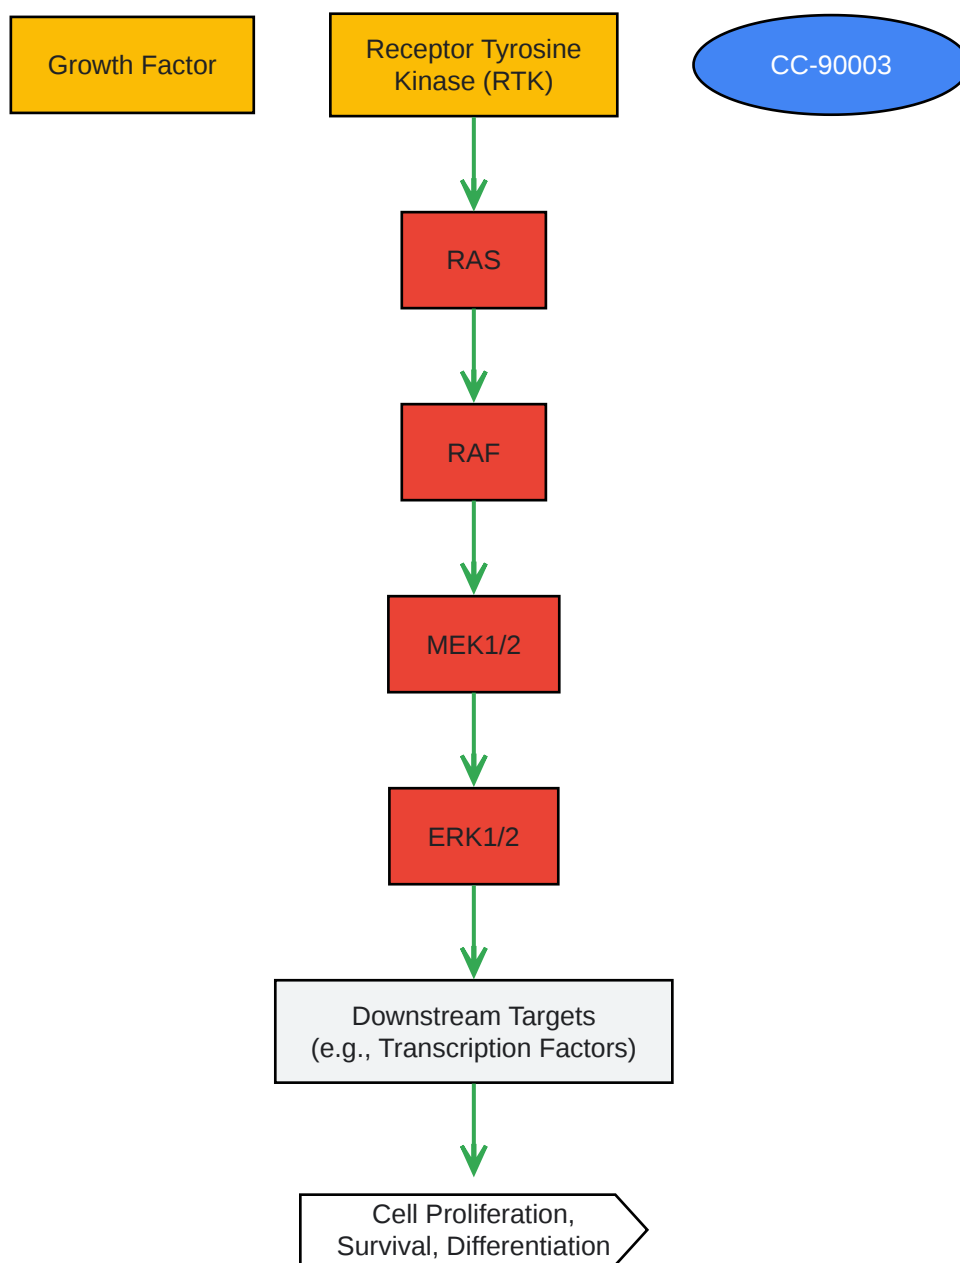 Growth Factor
Receptor Tyrosine
Kinase (RTK)
CC-90003
RAS
RAF
MEK1/2
ERK1/2
Downstream Targets
(e.g., Transcription Factors)
Cell Proliferation,
Survival, Differentiation